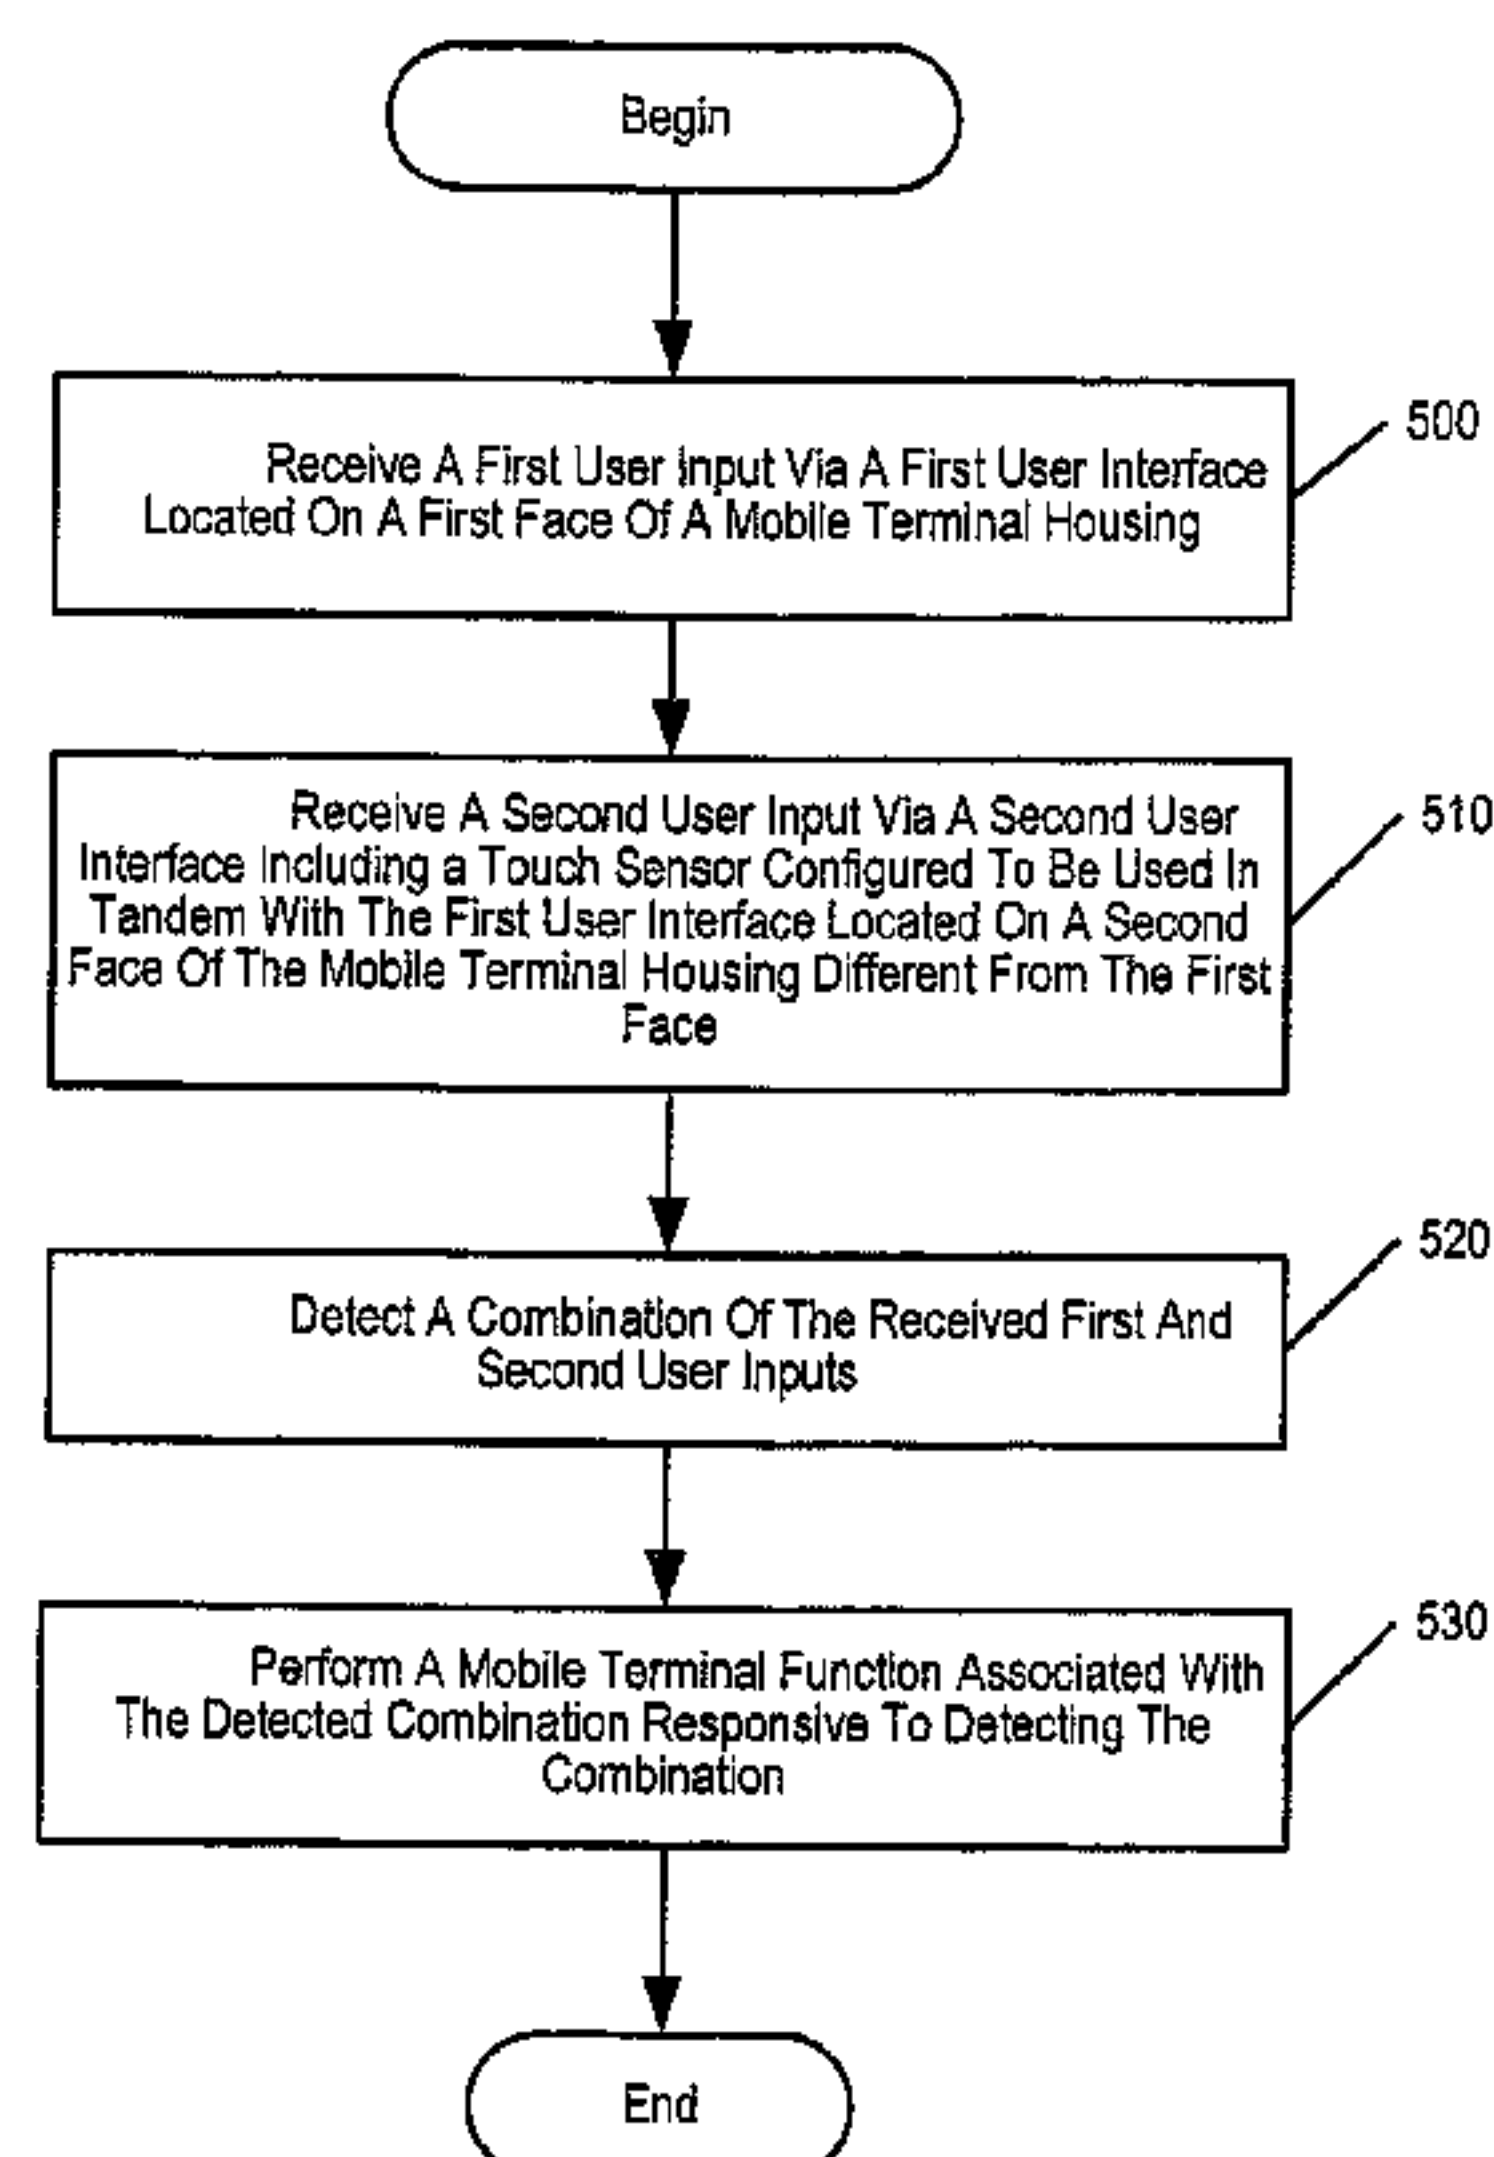 Begin
Receive A First User Input Via A First User Interface
Located On A First Face Of A Mobile Terminal Housing
500
Receive A Second User Input Via A Second User
Interface Including a Touch Sensor Configured To Be Used In
Tandem With The First User Interface Located On A Second
Face Of The Mobile Terminal Housing Different From The First
Face
510
Detect A Combination Of The Received First And
Second User Inputs
520
Perform A Mobile Terminal Function Associated With
The Detected Combination Responsive To Detecting The
Combination
530
End